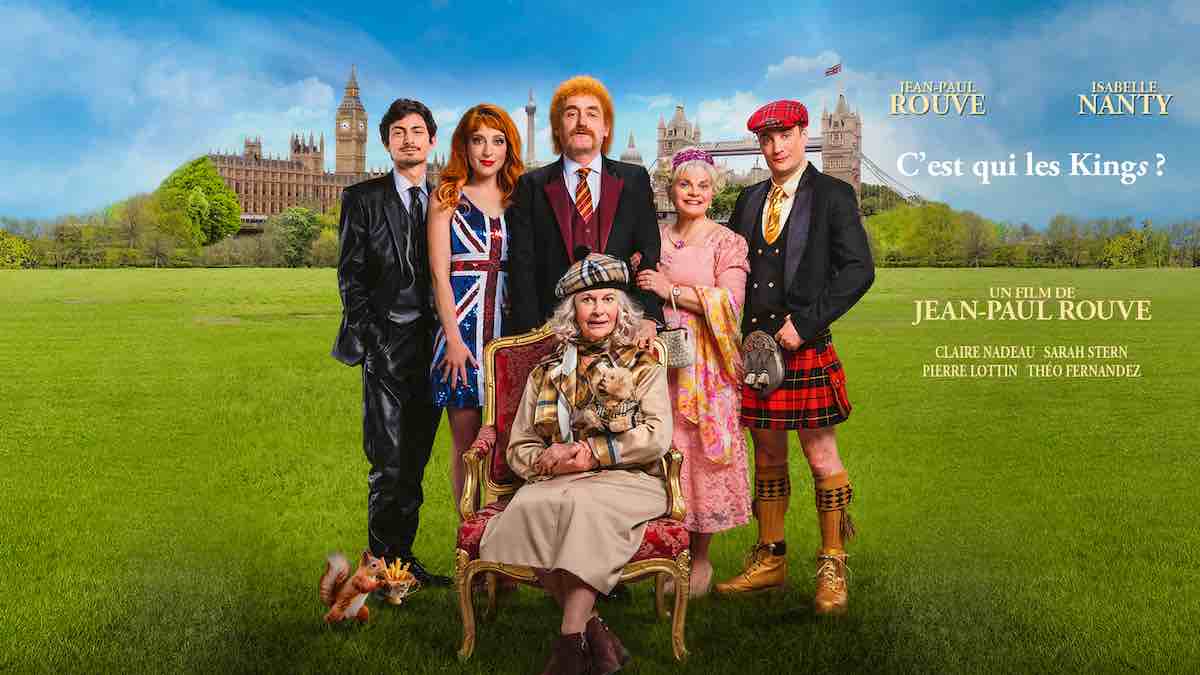 JEAN-PAUL
ROUVE
ISABELLE
NANTY
C'est qui les Kings ?
UN FILM DE
JEAN-PAUL ROUVE
CLAIRE NADEAU SARAH STERN
PIERRE LOTTIN THÉO FERNANDEZ